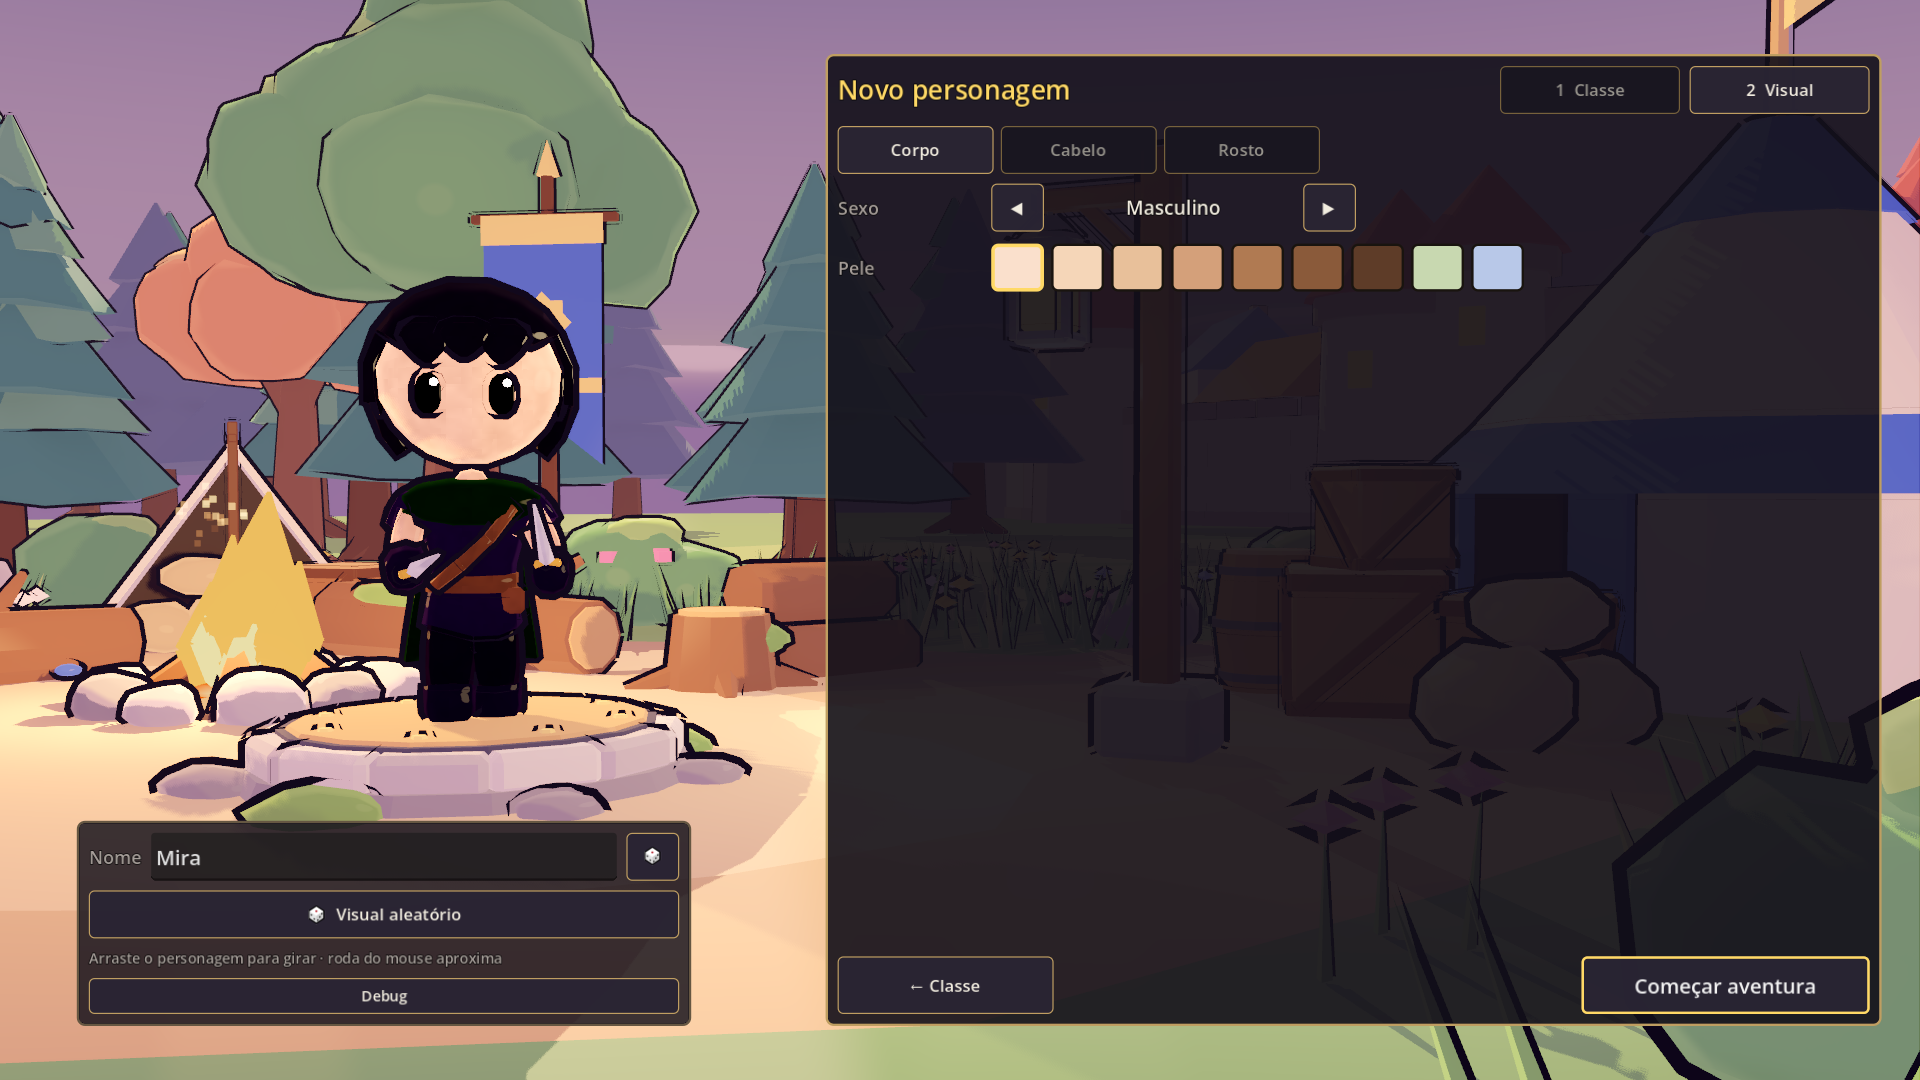 Novo personagem
1 Classe
2 Visual
Corpo
Cabelo
Rosto
Sexo
◀
Masculino
▶
Pele
Nome
Mira
Visual aleatório
Arraste o personagem para girar · roda do mouse aproxima
Debug
← Classe
Começar aventura